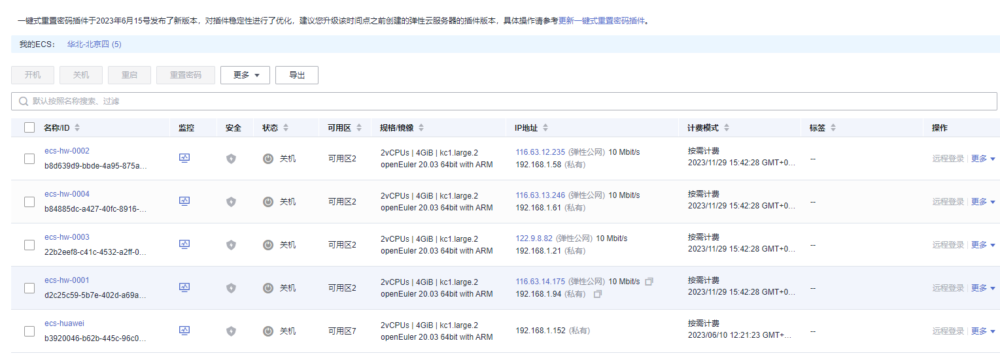 一键式重置密码插件于2023年6月15号发布了新版本，对插件稳定性进行了优化，建议您升级该时间点之前创建的弹性云服务器的插件版本，具体操作请参考更新一键式重置密码插件。
我的ECS： 华北-北京四 (5)
开机 关机 重启 重置密码 更多 导出
默认按照名称搜索、过滤
名称/ID 监控 安全 状态 可用区 规格/镜像 IP地址 计费模式 标签 操作
ecs-hw-0002
b8d639d9-bbde-4a95-875a...
关机 可用区2
2vCPUs | 4GiB | kc1.large.2
openEuler 20.03 64bit with ARM
116.63.12.235 (弹性公网) 10 Mbit/s
192.168.1.58 (私有)
按需计费
2023/11/29 15:42:28 GMT+0...
--
远程登录 更多
ecs-hw-0004
b84885dc-a427-40fc-8916-...
关机 可用区2
2vCPUs | 4GiB | kc1.large.2
openEuler 20.03 64bit with ARM
116.63.13.246 (弹性公网) 10 Mbit/s
192.168.1.61 (私有)
按需计费
2023/11/29 15:42:28 GMT+0...
--
远程登录 更多
ecs-hw-0003
22b2eef8-c41c-4532-a2ff-0...
关机 可用区2
2vCPUs | 4GiB | kc1.large.2
openEuler 20.03 64bit with ARM
122.9.8.82 (弹性公网) 10 Mbit/s
192.168.1.21 (私有)
按需计费
2023/11/29 15:42:28 GMT+0...
--
远程登录 更多
ecs-hw-0001
d2c25c59-5b7e-402d-a69a...
关机 可用区2
2vCPUs | 4GiB | kc1.large.2
openEuler 20.03 64bit with ARM
116.63.14.175 (弹性公网) 10 Mbit/s
192.168.1.94 (私有)
按需计费
2023/11/29 15:42:28 GMT+0...
--
远程登录 更多
ecs-huawei
b3920046-b62b-445c-96c0...
关机 可用区7
2vCPUs | 4GiB | kc1.large.2
openEuler 20.03 64bit with ARM
192.168.1.152 (私有)
按需计费
2023/06/10 12:21:23 GMT+...
--
远程登录 更多